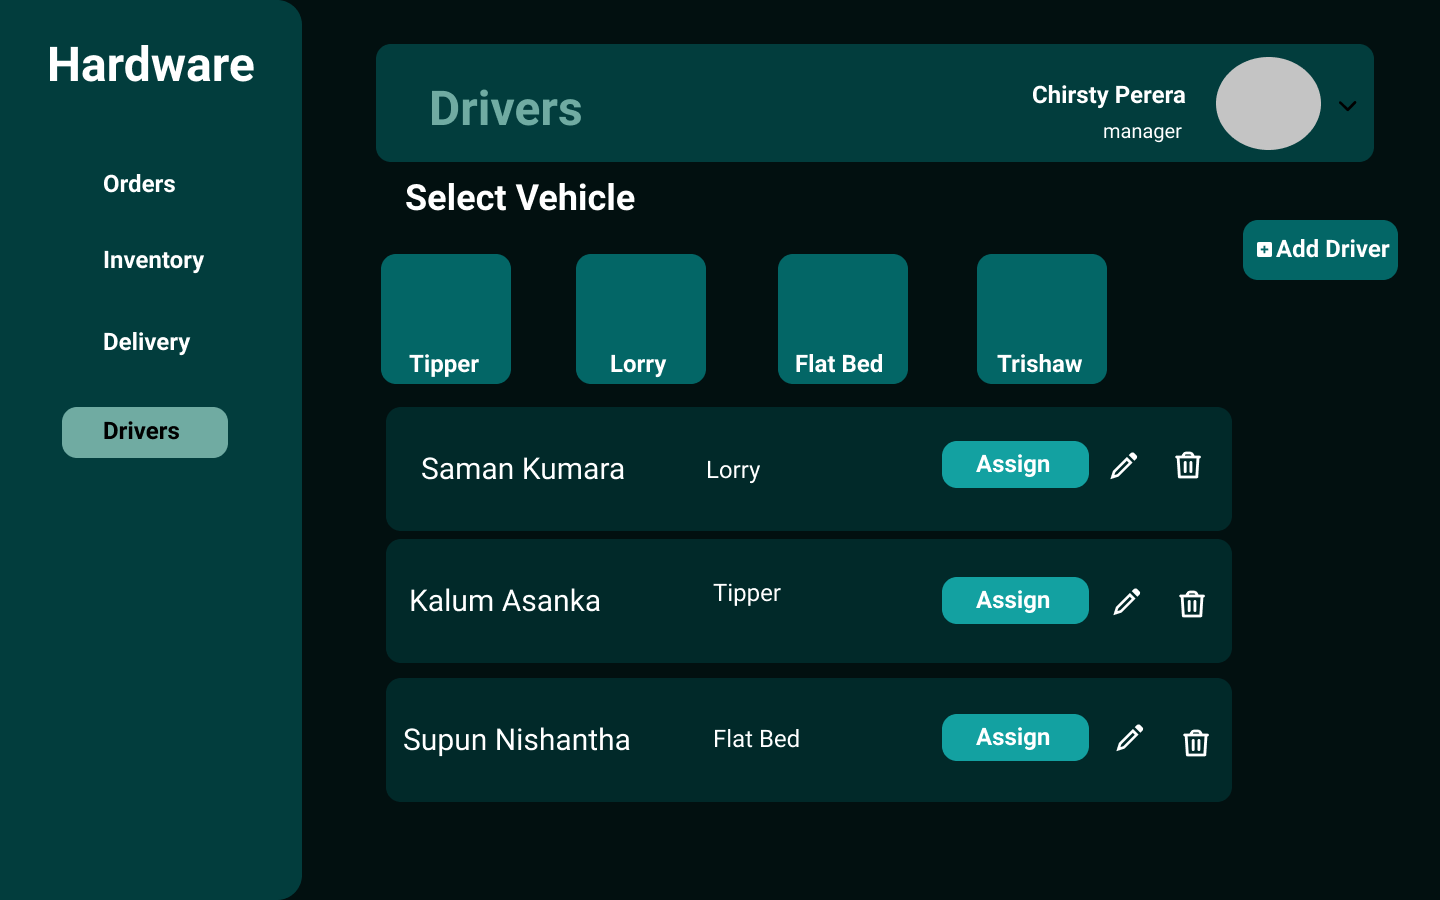 Hardware
Orders
Inventory
Delivery
Drivers
Drivers
Chirsty Perera
manager
Select Vehicle
Add Driver
Tipper
Lorry
Flat Bed
Trishaw
Saman Kumara
Lorry
Assign
Kalum Asanka
Tipper
Assign
Supun Nishantha
Flat Bed
Assign